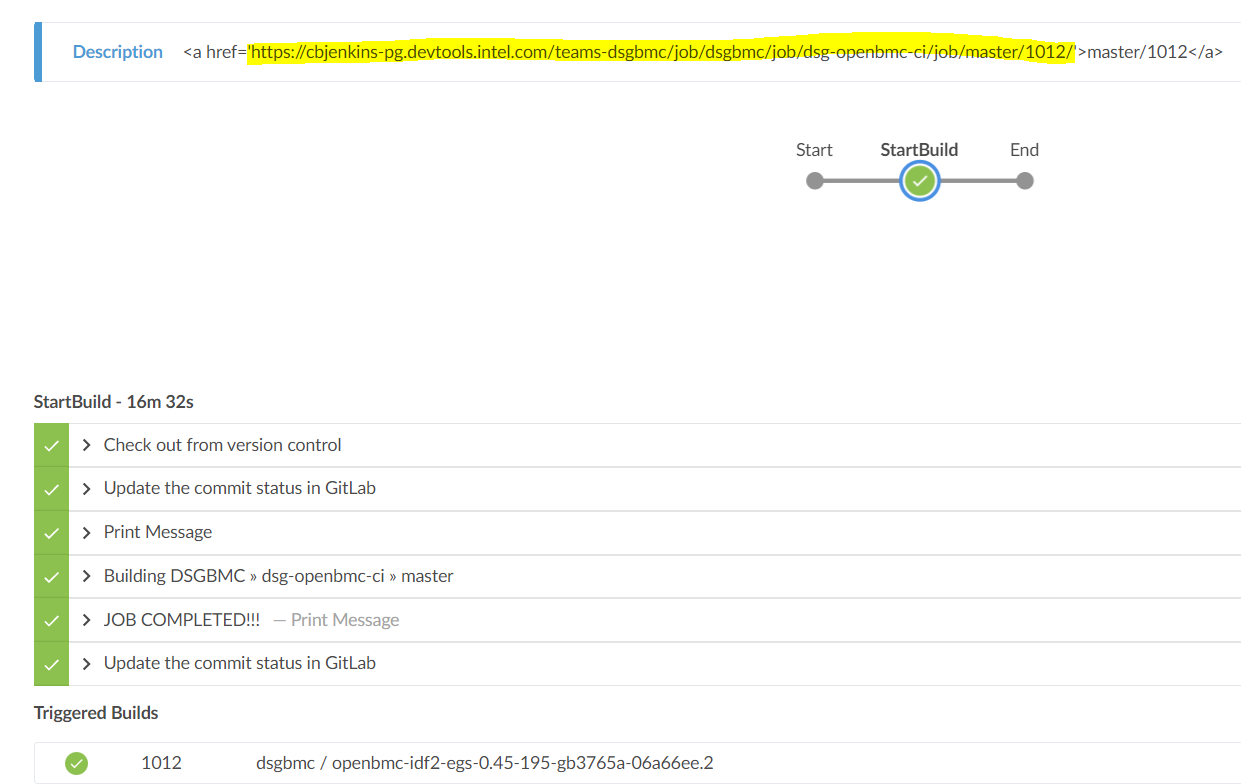 Description <a href='https://cbjenkins-pg.devtools.intel.com/teams-dsgbmc/job/dsgbmc/job/dsg-openbmc-ci/job/master/1012/'>master/1012</a>
Start StartBuild End
StartBuild - 16m 32s
Check out from version control
Update the commit status in GitLab
Print Message
Building DSGBMC » dsg-openbmc-ci » master
JOB COMPLETED!!! — Print Message
Update the commit status in GitLab
Triggered Builds
1012 dsgbmc / openbmc-idf2-egs-0.45-195-gb3765a-06a66ee.2